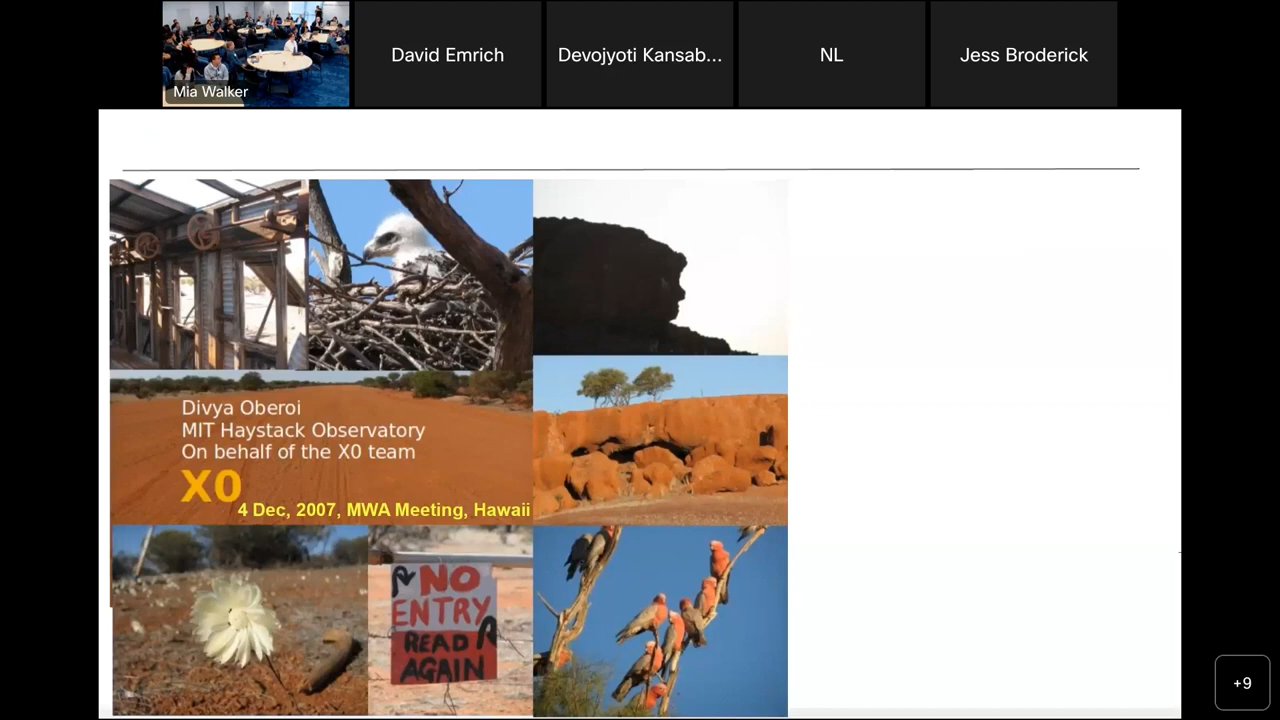 Mia Walker
David Emrich
Devojyoti Kansab...
NL
Jess Broderick
Divya Oberoi
MIT Haystack Observatory
On behalf of the X0 team
X0
4 Dec, 2007, MWA Meeting, Hawaii
NO
ENTRY
READ
AGAIN
+9